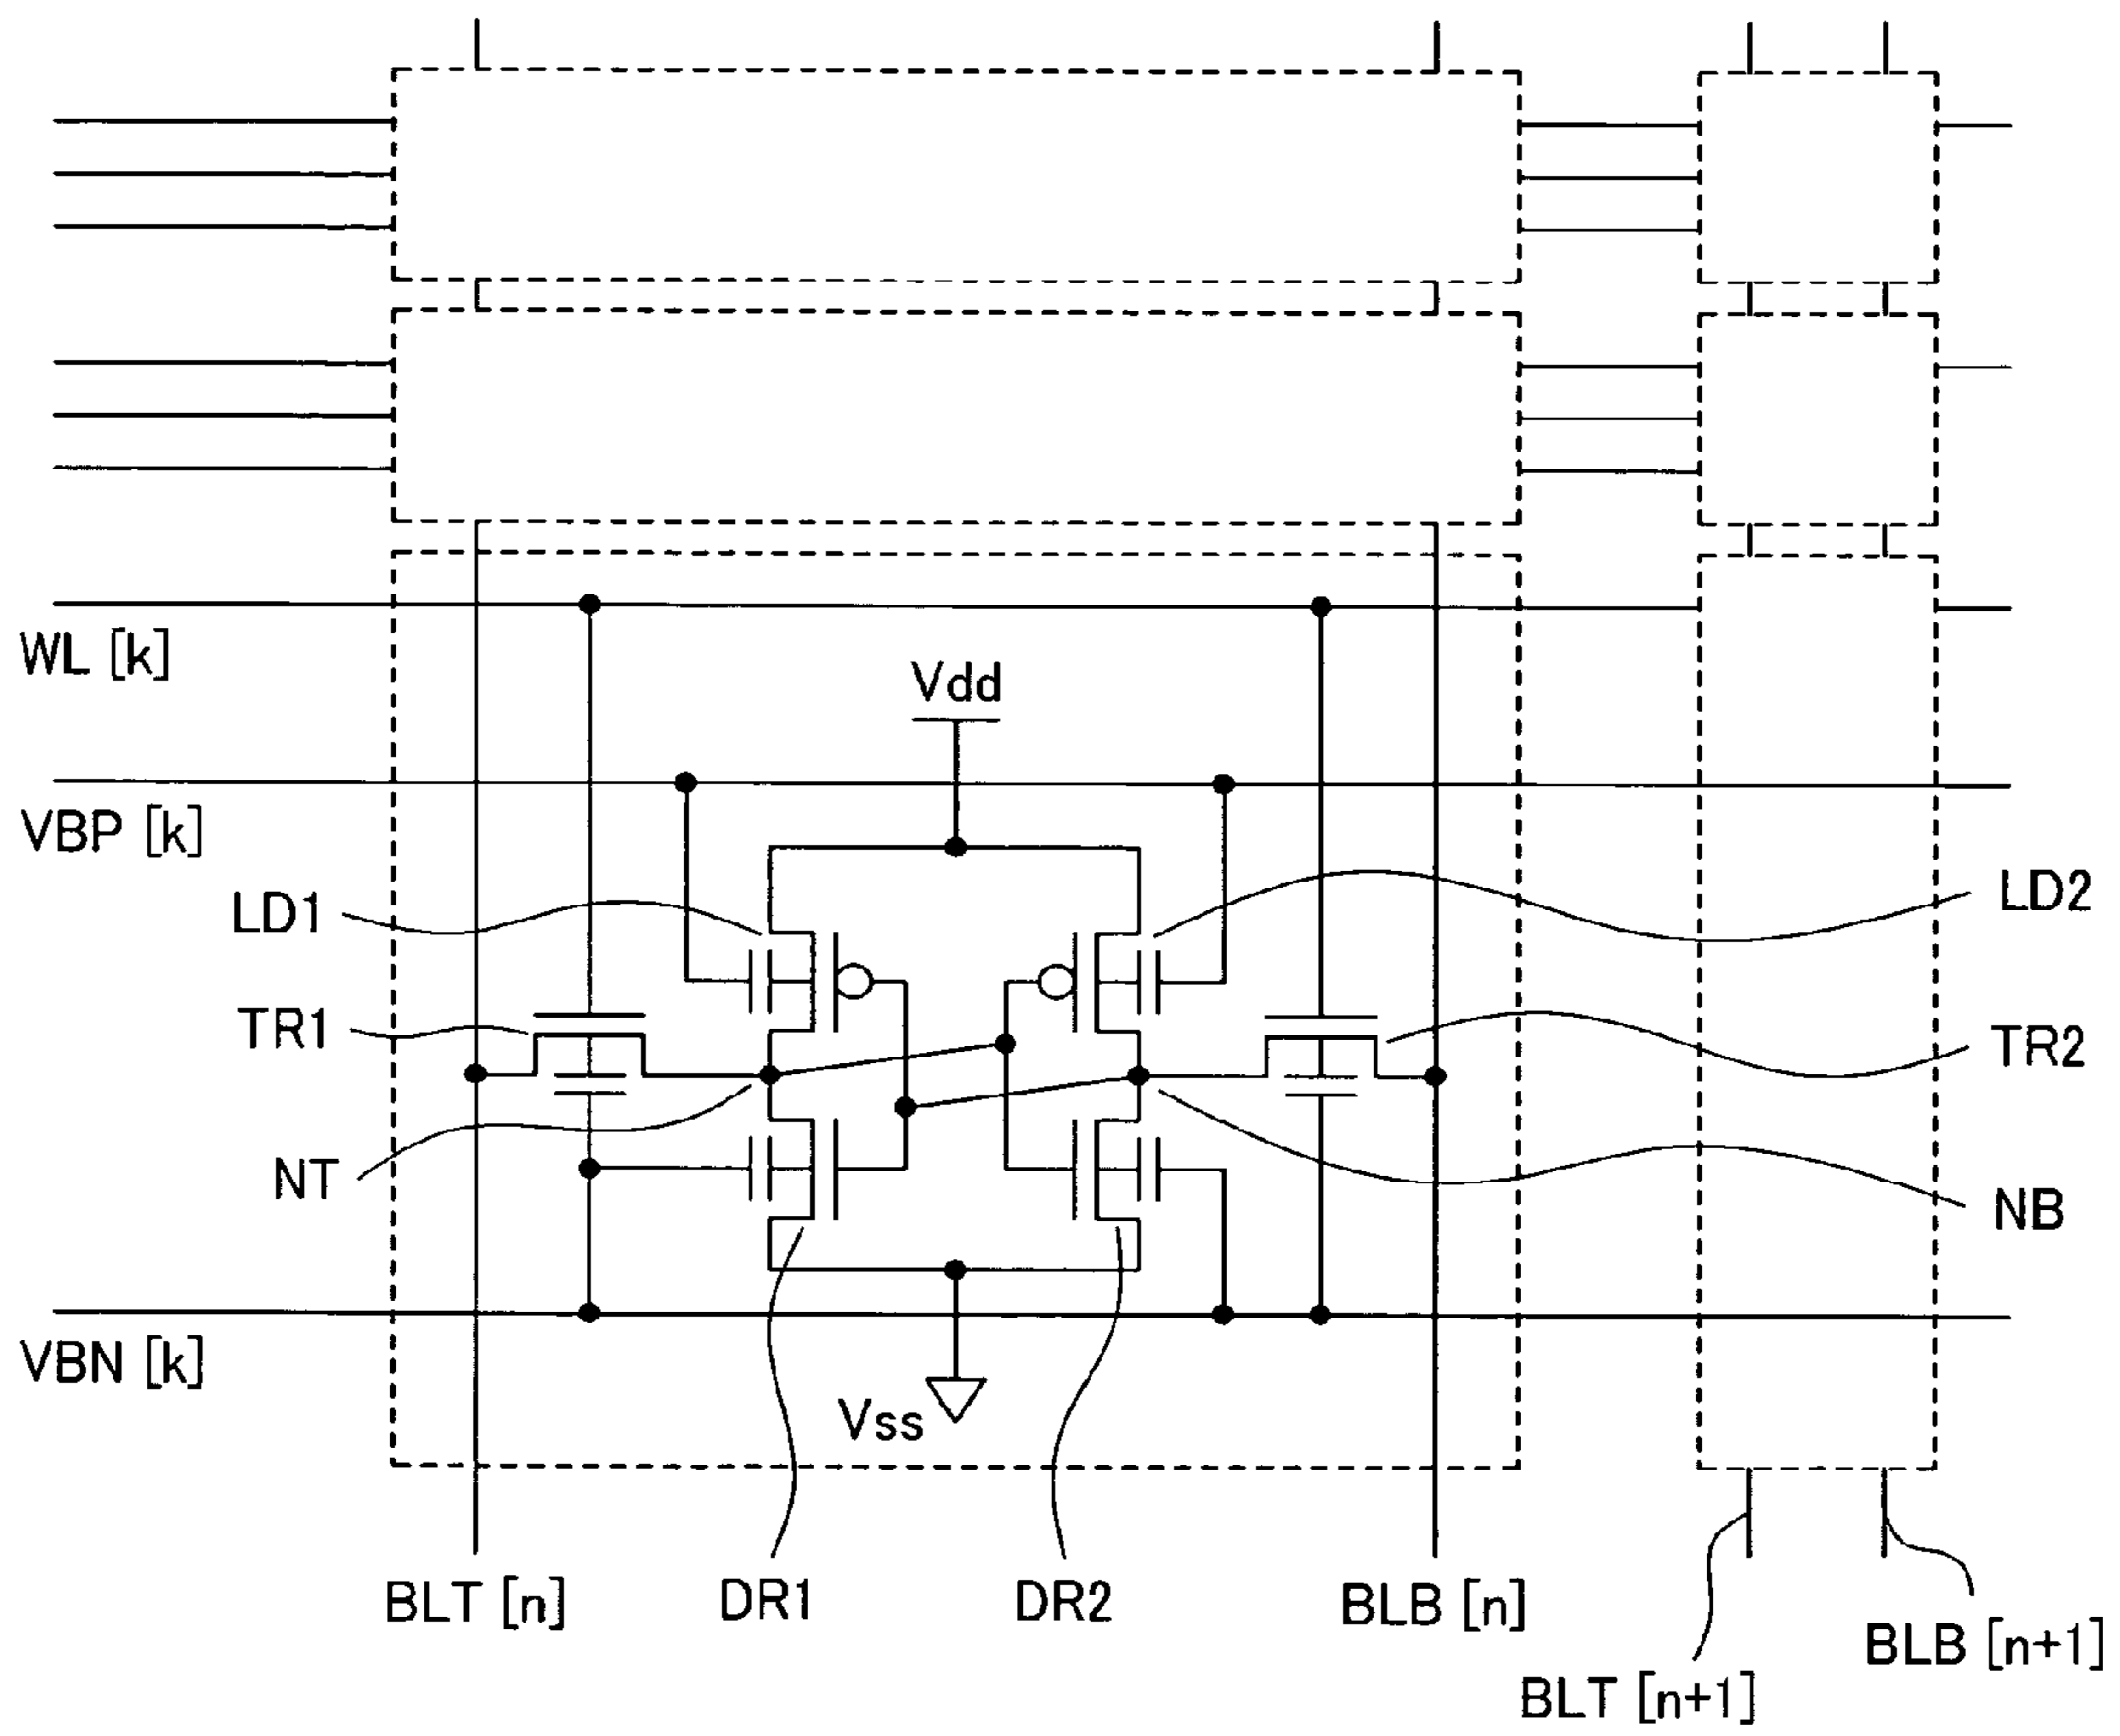 WL [k]
Vdd
VBP [k]
LD1
LD2
TR1
TR2
NT
NB
VBN [k]
Vss
BLT [n]
DR1
DR2
BLB [n]
BLB [n+1]
BLT [n+1]